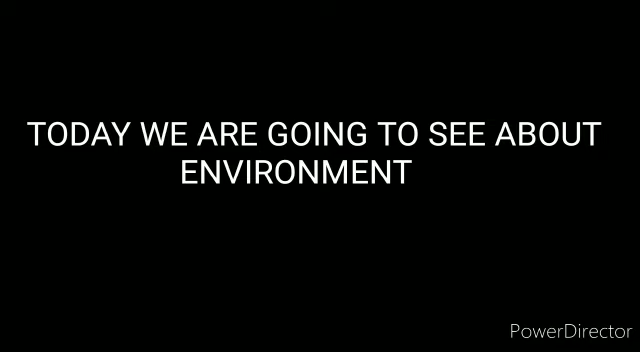 TODAY WE ARE GOING TO SEE ABOUT
ENVIRONMENT
PowerDirector